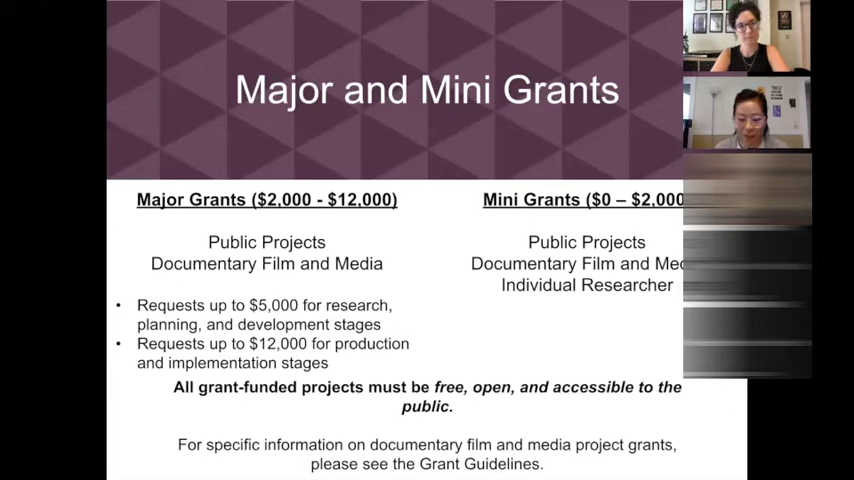 Major and Mini Grants
Major Grants ($2,000 - $12,000)
Public Projects
Documentary Film and Media
• Requests up to $5,000 for research,
planning, and development stages
• Requests up to $12,000 for production
and implementation stages
Mini Grants ($0 – $2,000
Public Projects
Documentary Film and Med
Individual Researcher
All grant-funded projects must be free, open, and accessible to the
public.
For specific information on documentary film and media project grants,
please see the Grant Guidelines.